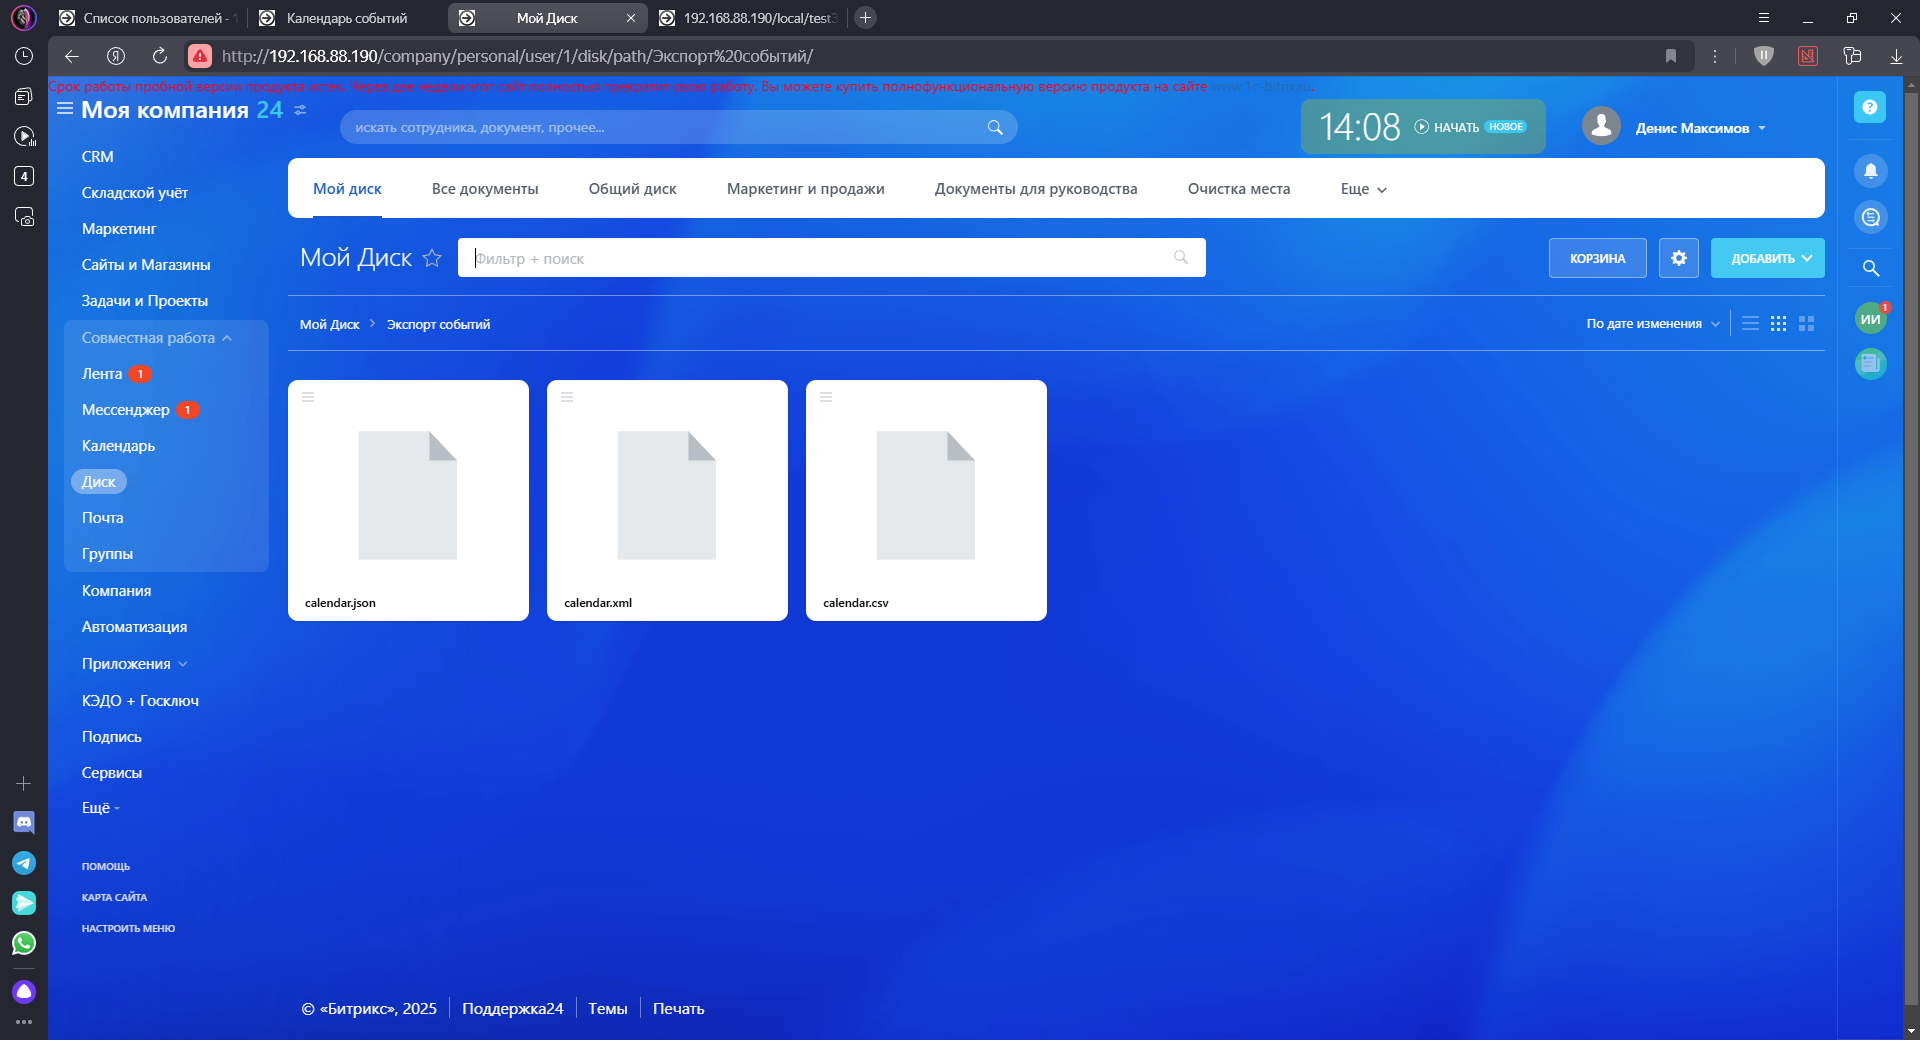 Список пользователей - 1
Календарь событий
Мой Диск
192.168.88.190/local/test3
http://192.168.88.190/company/personal/user/1/disk/path/Экспорт%20событий/
Срок работы пробной версии продукта истек. Через две недели этот сайт полностью прекратит свою работу. Вы можете купить полнофункциональную версию продукта на сайте www.1c-bitrix.ru.
Моя компания 24
искать сотрудника, документ, прочее...
14:08
НАЧАТЬ
НОВОЕ
Денис Максимов
4
CRM
Складской учёт
Маркетинг
Сайты и Магазины
Задачи и Проекты
Совместная работа
Лента 1
Мессенджер 1
Календарь
Диск
Почта
Группы
Компания
Автоматизация
Приложения
КЭДО + Госключ
Подпись
Сервисы
Ещё
ПОМОЩЬ
КАРТА САЙТА
НАСТРОИТЬ МЕНЮ
Мой диск
Все документы
Общий диск
Маркетинг и продажи
Документы для руководства
Очистка места
Еще
Мой Диск
Фильтр + поиск
КОРЗИНА
ДОБАВИТЬ
Мой Диск
Экспорт событий
По дате изменения
calendar.json
calendar.xml
calendar.csv
ИИ
1
© «Битрикс», 2025
Поддержка24
Темы
Печать